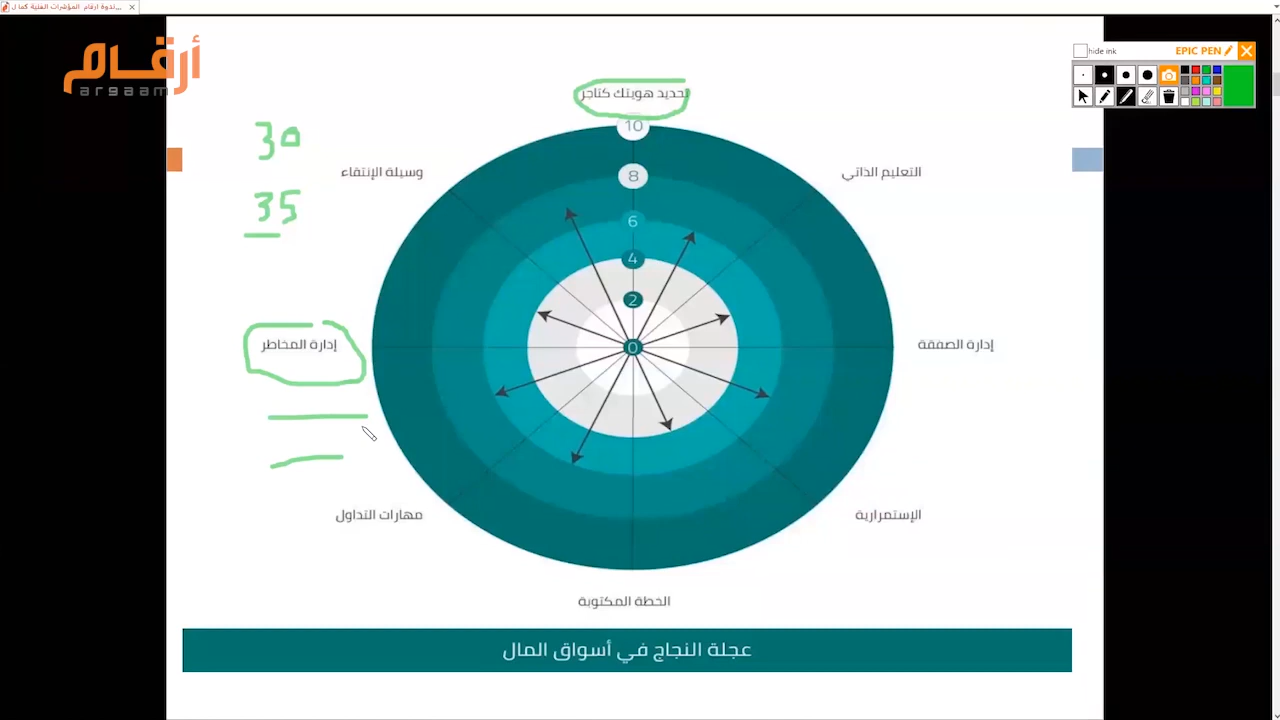 ندوة ارقام المؤشرات الفنية كما ل...
أرقام
argaam
hide ink
EPIC PEN
تحديد هويتك كتاجر
30
35
وسيلة الإنتقاء
التعليم الذاتي
10
8
6
4
2
0
إدارة المخاطر
إدارة الصفقة
مهارات التداول
الإستمرارية
الخطة المكتوبة
عجلة النجاح في أسواق المال